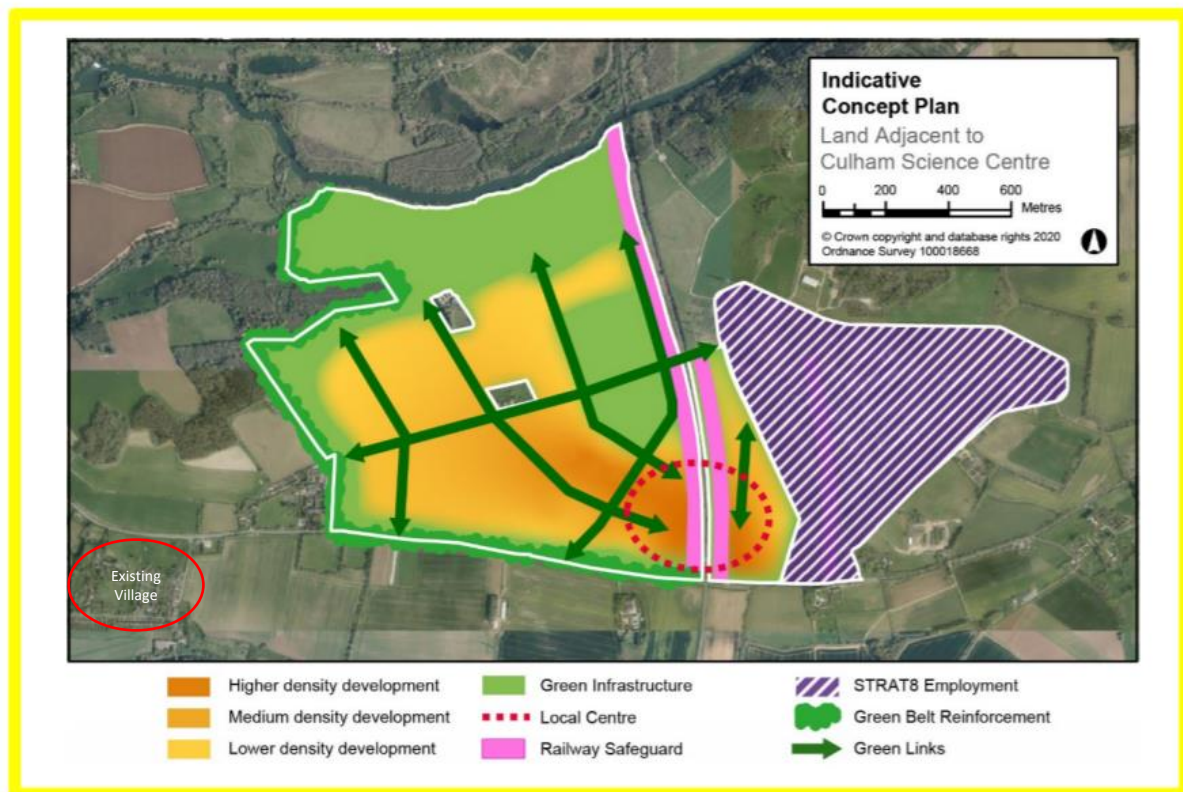 Indicative
Concept Plan
Land Adjacent to
Culham Science Centre
0 200 400 600
Metres
© Crown copyright and database rights 2020
Ordnance Survey 100018668
Existing
Village
Higher density development
Medium density development
Lower density development
Green Infrastructure
Local Centre
Railway Safeguard
STRAT8 Employment
Green Belt Reinforcement
Green Links